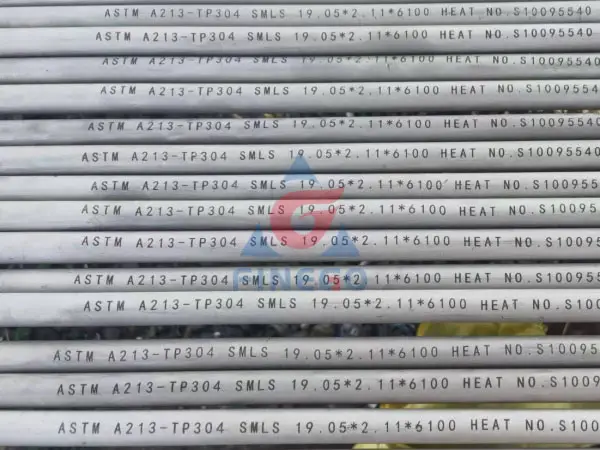 ASTM A213-TP304 SMLS 19.05*2.11*6100 HEAT NO.S10095540
ASTM A213-TP304 SMLS 19.05*2.11*6100 HEAT NO.S10095540
ASTM A213-TP304 SMLS 19.05*2.11*6100 HEAT NO.S10095540
ASTM A213-TP304 SMLS 19.05*2.11*6100 HEAT NO.S10095540
ASTM A213-TP304 SMLS 19.05*2.11*6100 HEAT NO.S10095540
ASTM A213-TP304 SMLS 19.05*2.11*6100 HEAT NO.S10095540
ASTM A213-TP304 SMLS 19.05*2.11*6100 HEAT NO.S100955
ASTM A213-TP304 SMLS 19.05*2.11*6100 HEAT NO.S10095
ASTM A213-TP304 SMLS 19.05*2.11*6100 HEAT NO.S10095
ASTM A213-TP304 SMLS 19.05*2.11*6100 HEAT NO.S100955
ASTM A213-TP304 SMLS 19.05*2.11*6100 HEAT NO.S100
ASTM A213-TP304 SMLS 19.05*2.11*6100 HEAT NO.S10095
ASTM A213-TP304 SMLS 19.05*2.11*6100 HEAT NO.S1009
ASTM A213-TP304 SMLS 19.05*2.11*6100 HEAT NO.S100